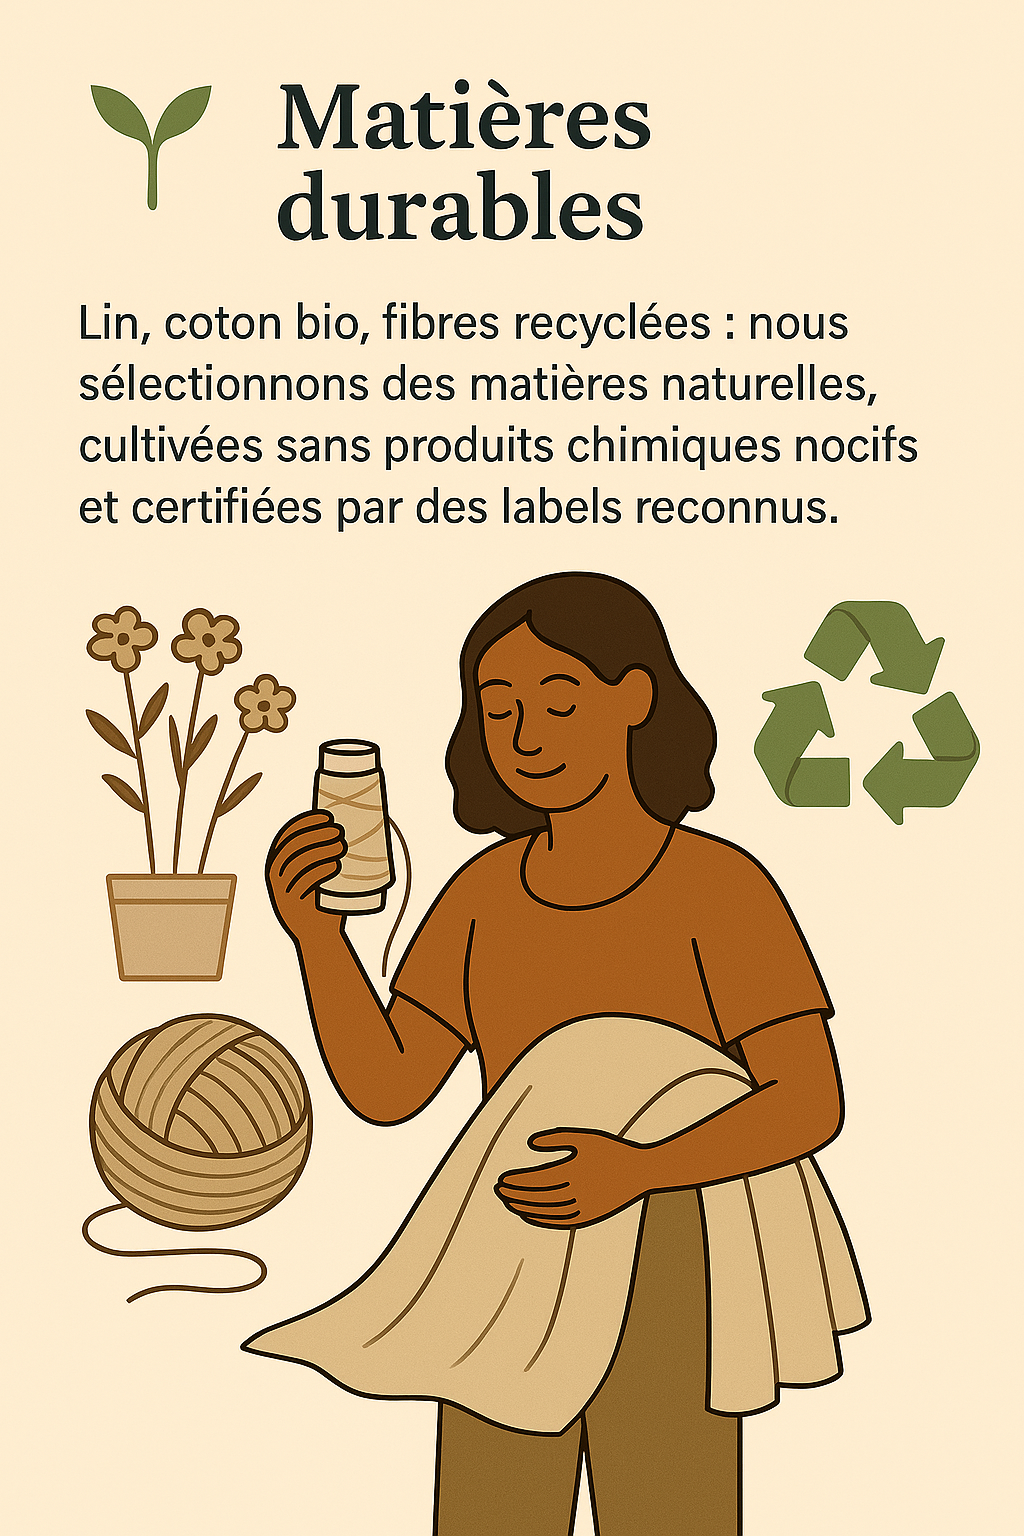 Matières
durables
Lin, coton bio, fibres recyclées : nous
sélectionnons des matières naturelles,
cultivées sans produits chimiques nocifs
et certifiées par des labels reconnus.